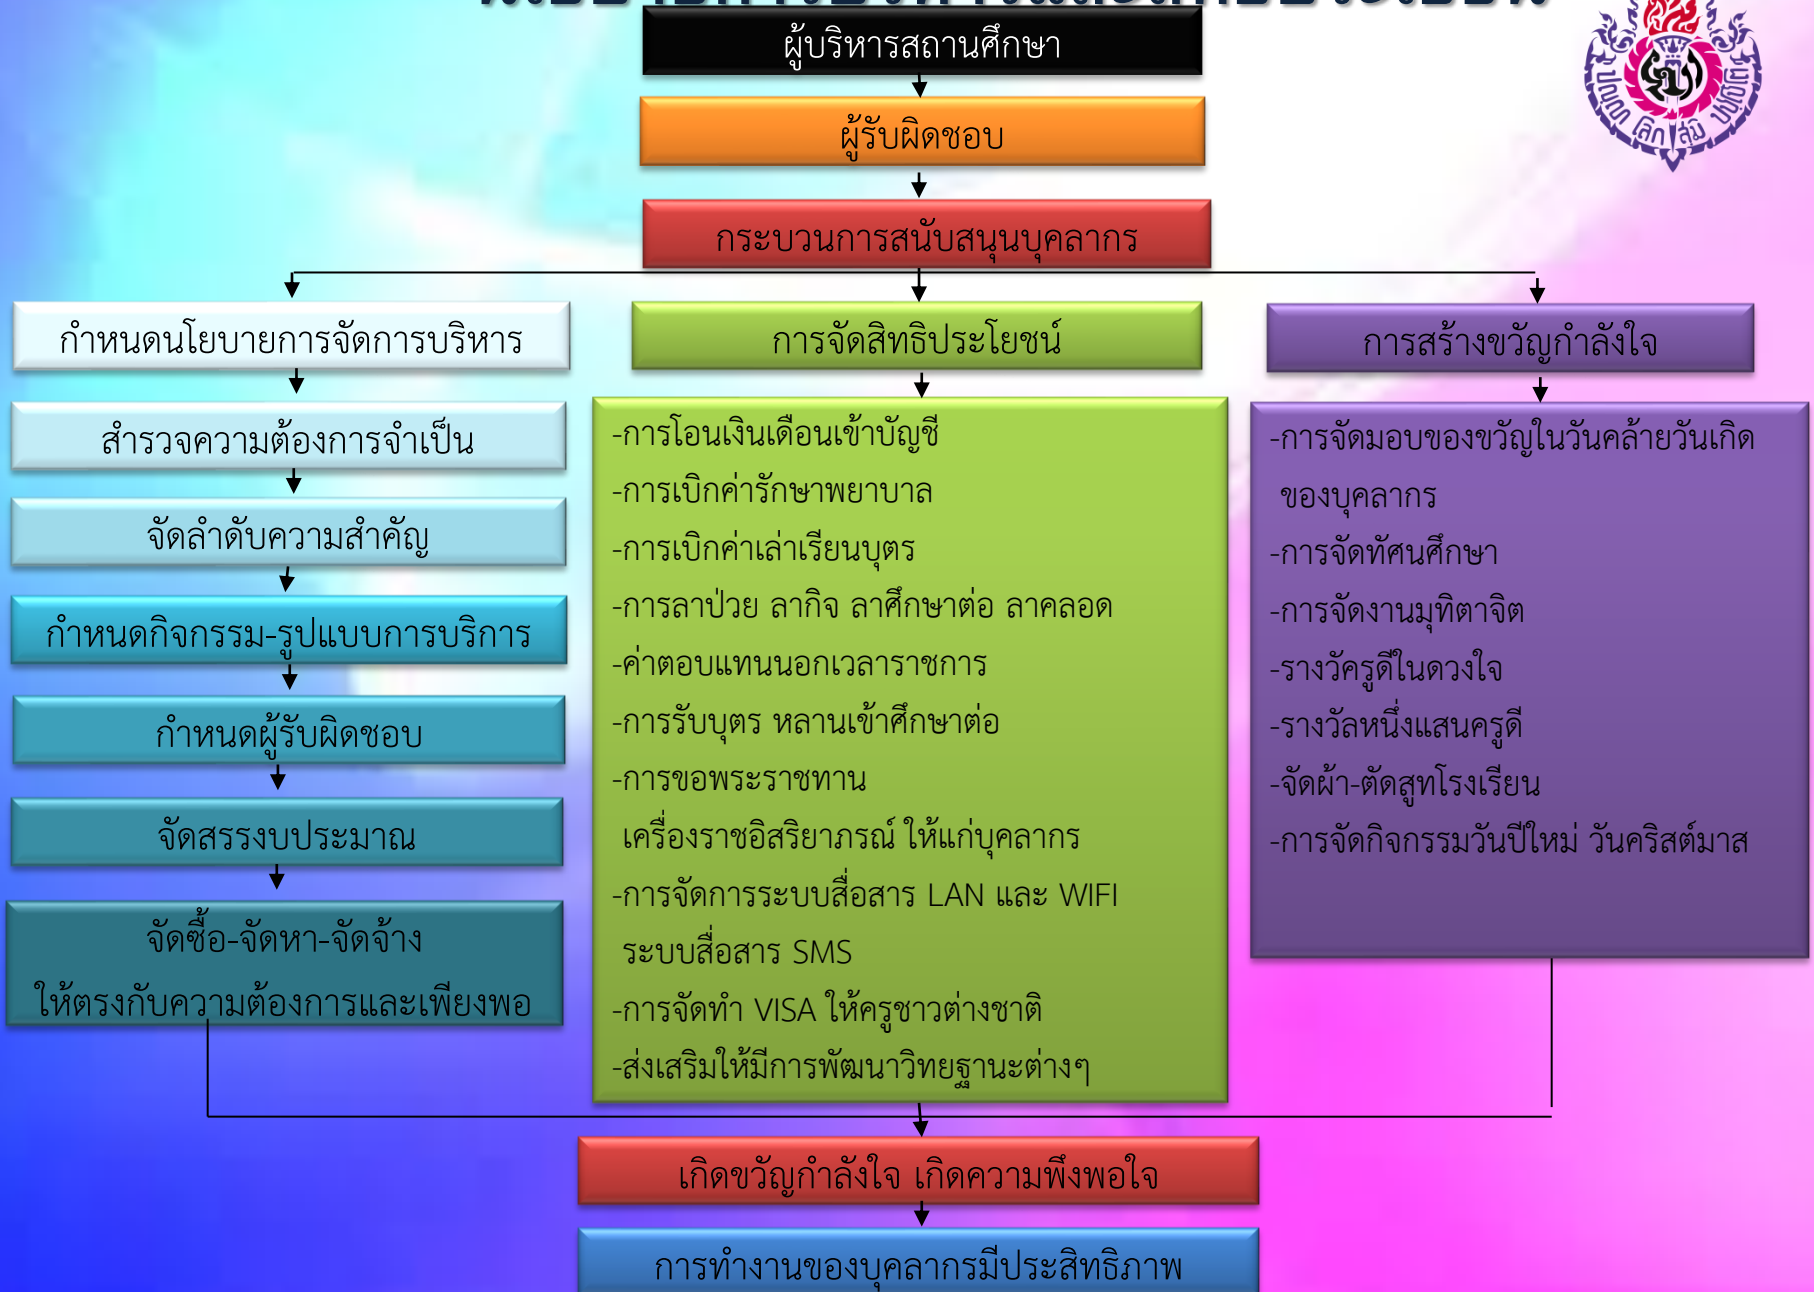 ผู้บริหารสถานศึกษา
ผู้รับผิดชอบ
กระบวนการสนับสนุนบุคลากร
กำหนดนโยบายการจัดการบริหาร
สำรวจความต้องการจำเป็น
จัดลำดับความสำคัญ
กำหนดกิจกรรม-รูปแบบการบริการ
กำหนดผู้รับผิดชอบ
จัดสรรงบประมาณ
จัดซื้อ-จัดหา-จัดจ้าง
ให้ตรงกับความต้องการและเพียงพอ
การจัดสิทธิประโยชน์
-การโอนเงินเดือนเข้าบัญชี
-การเบิกค่ารักษาพยาบาล
-การเบิกค่าเล่าเรียนบุตร
-การลาป่วย ลากิจ ลาศึกษาต่อ ลาคลอด
-ค่าตอบแทนนอกเวลาราชการ
-การรับบุตร หลานเข้าศึกษาต่อ
-การขอพระราชทาน
เครื่องราชอิสริยาภรณ์ ให้แก่บุคลากร
-การจัดการระบบสื่อสาร LAN และ WIFI
ระบบสื่อสาร SMS
-การจัดทำ VISA ให้ครูชาวต่างชาติ
-ส่งเสริมให้มีการพัฒนาวิทยฐานะต่างๆ
การสร้างขวัญกำลังใจ
-การจัดมอบของขวัญในวันคล้ายวันเกิด
ของบุคลากร
-การจัดทัศนศึกษา
-การจัดงานมุทิตาจิต
-รางวัครูดีในดวงใจ
-รางวัลหนึ่งแสนครูดี
-จัดผ้า-ตัดสูทโรงเรียน
-การจัดกิจกรรมวันปีใหม่ วันคริสต์มาส
เกิดขวัญกำลังใจ เกิดความพึงพอใจ
การทำงานของบุคลากรมีประสิทธิภาพ